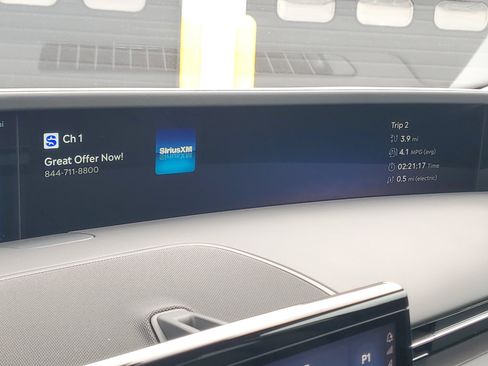 mi
Ch 1
Great Offer Now!
844-711-8800
SiriusXM
Trip 2
3.9 mi
4.1 MPG (avg)
02:21:17 Time
0.5 mi (electric)
P1